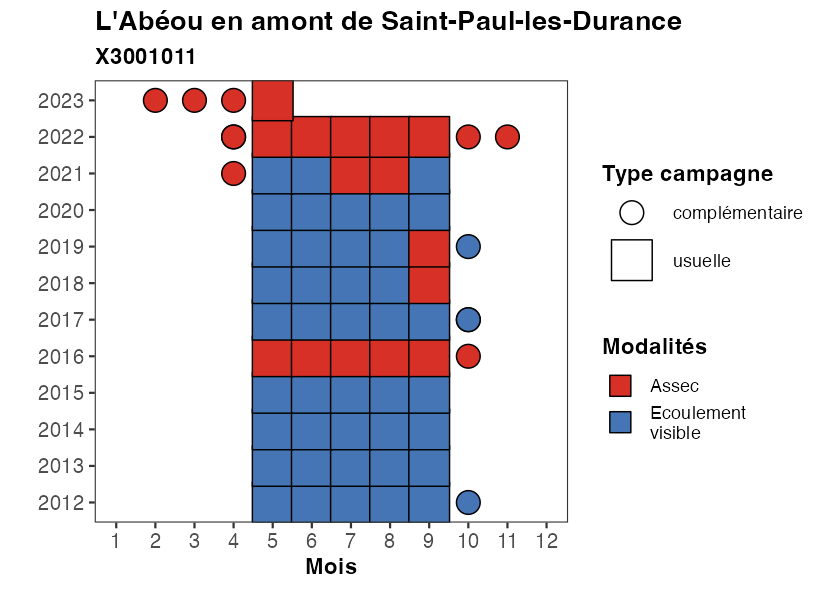 L'Abéou en amont de Saint-Paul-les-Durance
X3001011
2023
2022
2021
2020
2019
2018
2017
2016
2015
2014
2013
2012
1 2 3 4 5 6 7 8 9 10 11 12
Mois
Type campagne
complémentaire
usuelle
Modalités
Assec
Ecoulement
visible